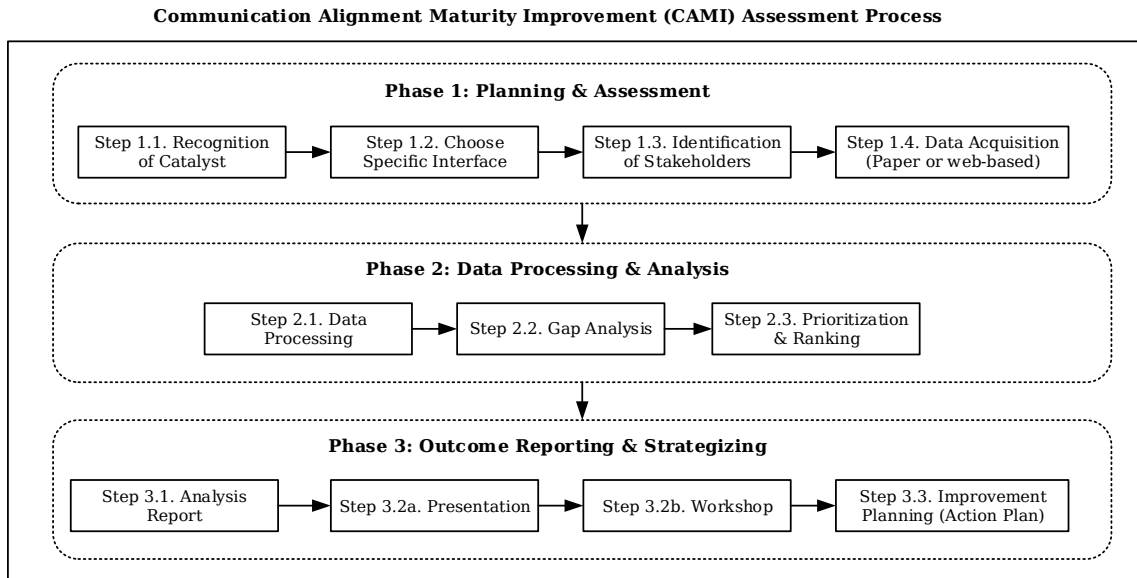 Communication Alignment Maturity Improvement (CAMI) Assessment Process
Phase 1: Planning & Assessment
Step 1.1. Recognition
of Catalyst
Step 1.2. Choose
Specific Interface
Step 1.3. Identification
of Stakeholders
Step 1.4. Data Acquisition
(Paper or web-based)
Phase 2: Data Processing & Analysis
Step 2.1. Data
Processing
Step 2.2. Gap Analysis
Step 2.3. Prioritization
& Ranking
Phase 3: Outcome Reporting & Strategizing
Step 3.1. Analysis
Report
Step 3.2a. Presentation
Step 3.2b. Workshop
Step 3.3. Improvement
Planning (Action Plan)